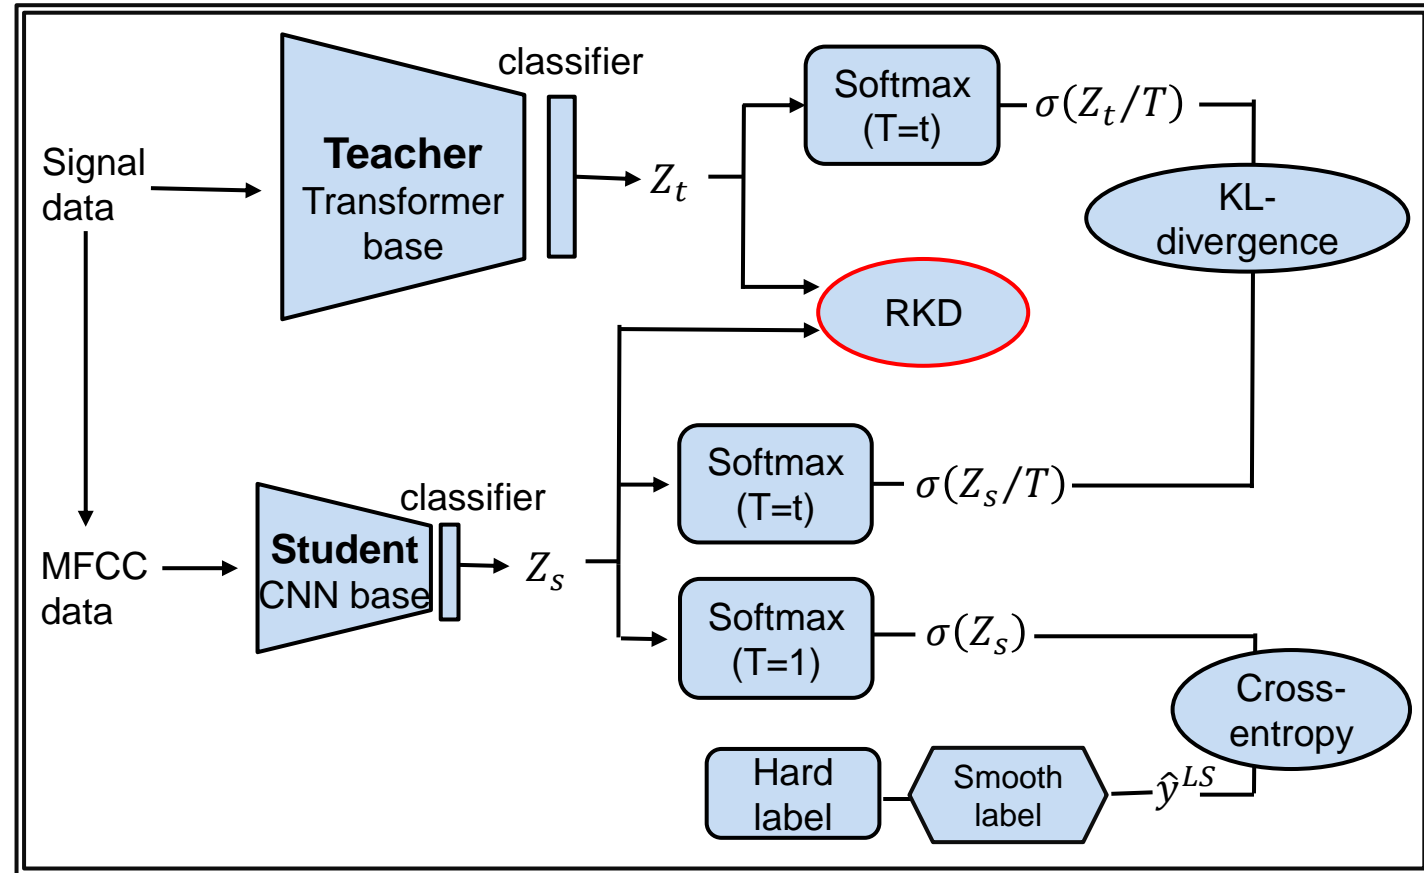 classifier
Softmax
(T=t)
σ(Z_t/T)
Signal
data
Teacher
Transformer
base
Z_t
KL-
divergence
RKD
Softmax
(T=t)
σ(Z_s/T)
classifier
MFCC
data
Student
CNN base
Z_s
Softmax
(T=1)
σ(Z_s)
Cross-
entropy
Hard
label
Smooth
label
ŷ^{LS}